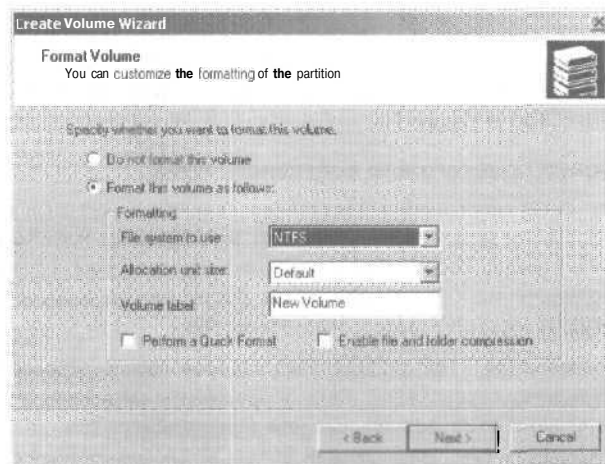 Create Volume Wizard
Format Volume
You can customize the formatting of the partition
Specify whether you want to format this volume.
Do not format this volume
Format this volume as follows:
Formatting
File system to use: NTFS
Allocation unit size: Default
Volume label: New Volume
Perform a Quick Format Enable file and folder compression
< Back Next > Cancel